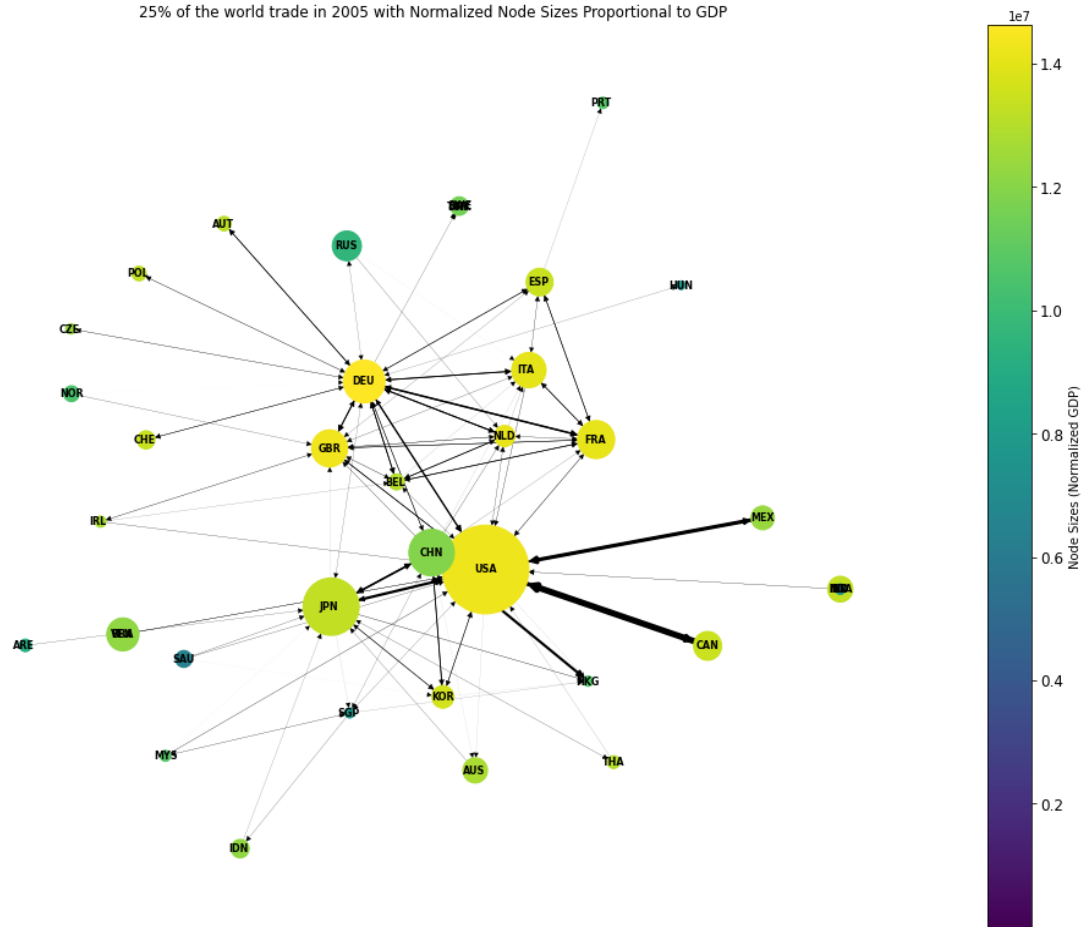 25% of the world trade in 2005 with Normalized Node Sizes Proportional to GDP
1e7
PRT
AUT
RUS
POL
ESP
HUN
CZE
ITA
DEU
NOR
CHE
GBR
NLD
FRA
BEL
MEX
IRL
CHN
USA
JPN
ARE
SAU
CAN
HKG
KOR
SGP
MYS
AUS
THA
IDN
1.4
1.2
1.0
0.8
0.6
0.4
0.2
Node Sizes (Normalized GDP)